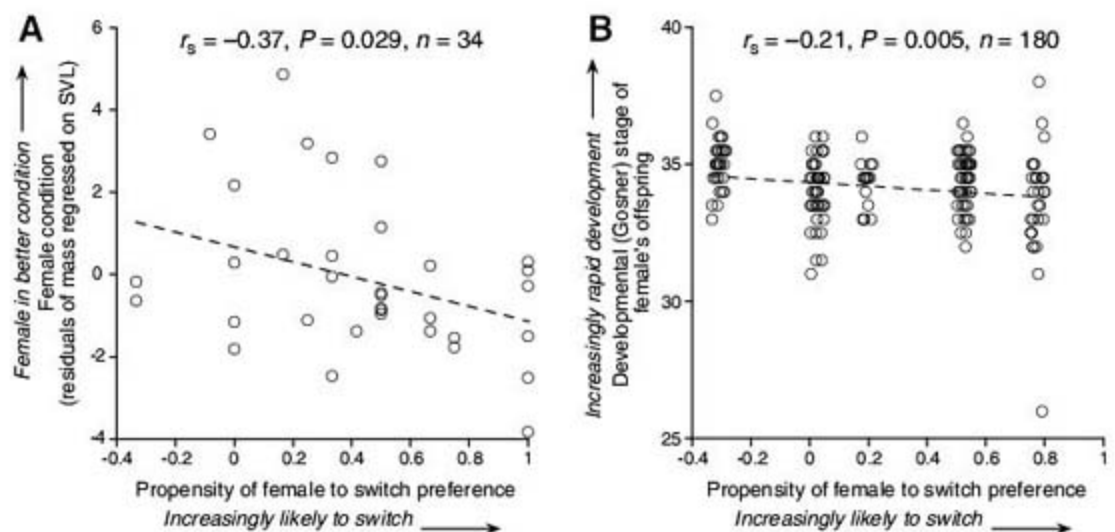 A
r_s = –0.37, P = 0.029, n = 34
Female in better condition
Female condition
(residuals of mass regressed on SVL)
6
4
2
0
-2
-4
-0.4 -0.2 0 0.2 0.4 0.6 0.8 1
Propensity of female to switch preference
Increasingly likely to switch
B
r_s = –0.21, P = 0.005, n = 180
Increasingly rapid development
Developmental (Gosner) stage of
female's offspring
40
35
30
25
-0.4 -0.2 0 0.2 0.4 0.6 0.8 1
Propensity of female to switch preference
Increasingly likely to switch